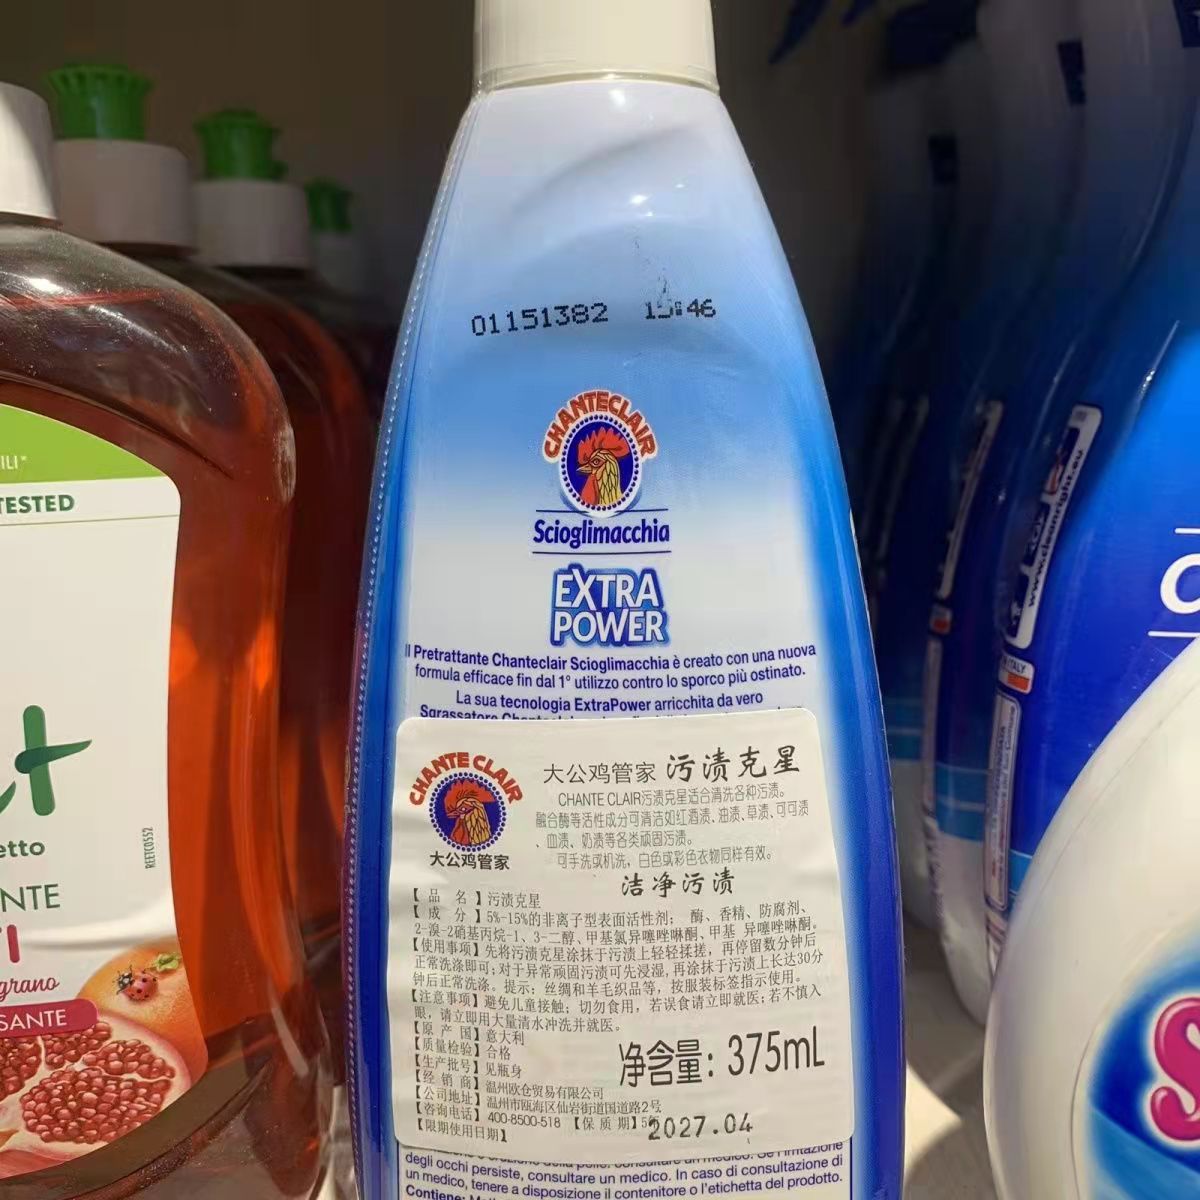 01151382 15:46
CHANTECLAIR
Scioglimacchia
EXTRA
POWER
Il Pretrattante Chanteclair Scioglimacchia è creato con una nuova
formula efficace fin dal 1° utilizzo contro lo sporco più ostinato.
La sua tecnologia ExtraPower arricchita da vero
Sgrassatore
CHANTE CLAIR
大公鸡管家
大公鸡管家 污渍克星
CHANTE CLAIR污渍克星适合清洗各种污渍。
融合酶等活性成分可清洁如红酒渍、油渍、草渍、可可渍
、血渍、奶渍等各类顽固污渍。
可手洗或机洗，白色或彩色衣物同样有效。
洁净污渍
【品 名】污渍克星
【成 分】5%-15%的非离子型表面活性剂； 酶、香精、防腐剂、
2-溴-2-硝基丙烷-1、3-二醇、甲基氯异噻唑啉酮、甲基 异噻唑啉酮。
【使用事项】先将污渍克星涂抹于污渍上轻轻揉搓，再停留数分钟后
正常洗涤即可；对于异常顽固污渍可先浸湿，再涂抹于污渍上长达30分
钟后正常洗涤。提示：丝绸和羊毛织品等，按服装标签指示使用。
【注意事项】避免儿童接触；切勿食用，若误食请立即就医；若不慎入
眼，请立即用大量清水冲洗并就医。
【原 产 国】意大利
【质量检验】合格
【生产批号】见瓶身
【经 销 商】温州欧仓贸易有限公司
【公司地址】温州市瓯海区仙岩街道国道路2号
【咨询电话】400-8500-518 【保 质 期】5
【限期使用日期】
2027.04
净含量：375mL
degli occhi persiste, consultare un medico. In caso di consultazione di
un medico, tenere a disposizione il contenitore o l'etichetta del prodotto.
Contiene:
ILI*
TESTED
etto
NTE
TI
grano
SSANTE
REETC0552
www.cleanright.eu
ITALY